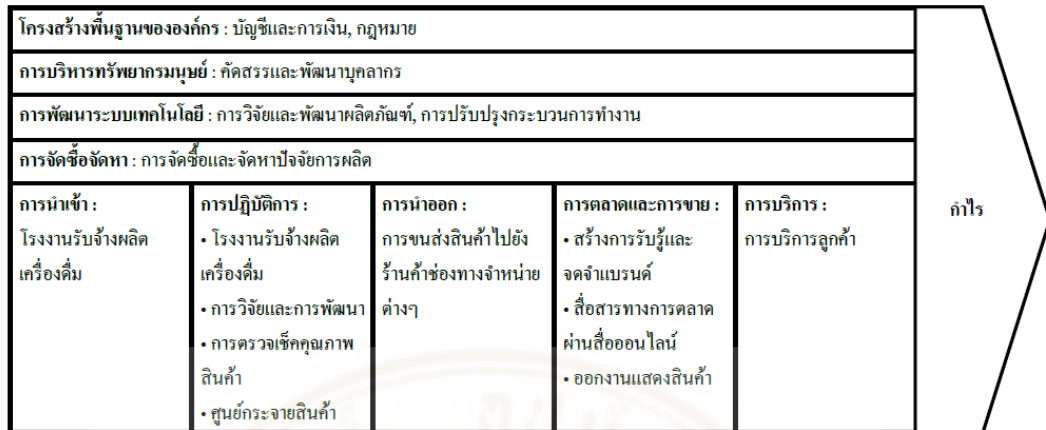 โครงสร้างพื้นฐานขององค์กร : บัญชีและการเงิน, กฎหมาย
การบริหารทรัพยากรมนุษย์ : คัดสรรและพัฒนาบุคลากร
การพัฒนาระบบเทคโนโลยี : การวิจัยและพัฒนาผลิตภัณฑ์, การปรับปรุงกระบวนการทำงาน
การจัดซื้อจัดหา : การจัดซื้อและจัดหาปัจจัยการผลิต
การนำเข้า :
โรงงานรับจ้างผลิต
เครื่องดื่ม
การปฏิบัติการ :
• โรงงานรับจ้างผลิต
เครื่องดื่ม
• การวิจัยและการพัฒนา
• การตรวจเช็คคุณภาพ
สินค้า
• ศูนย์กระจายสินค้า
การนำออก :
การขนส่งสินค้าไปยัง
ร้านค้าช่องทางจำหน่าย
ต่างๆ
การตลาดและการขาย :
• สร้างการรับรู้และ
จดจำแบรนด์
• สื่อสารทางการตลาด
ผ่านสื่อออนไลน์
• ออกงานแสดงสินค้า
การบริการ :
การบริการลูกค้า
กำไร